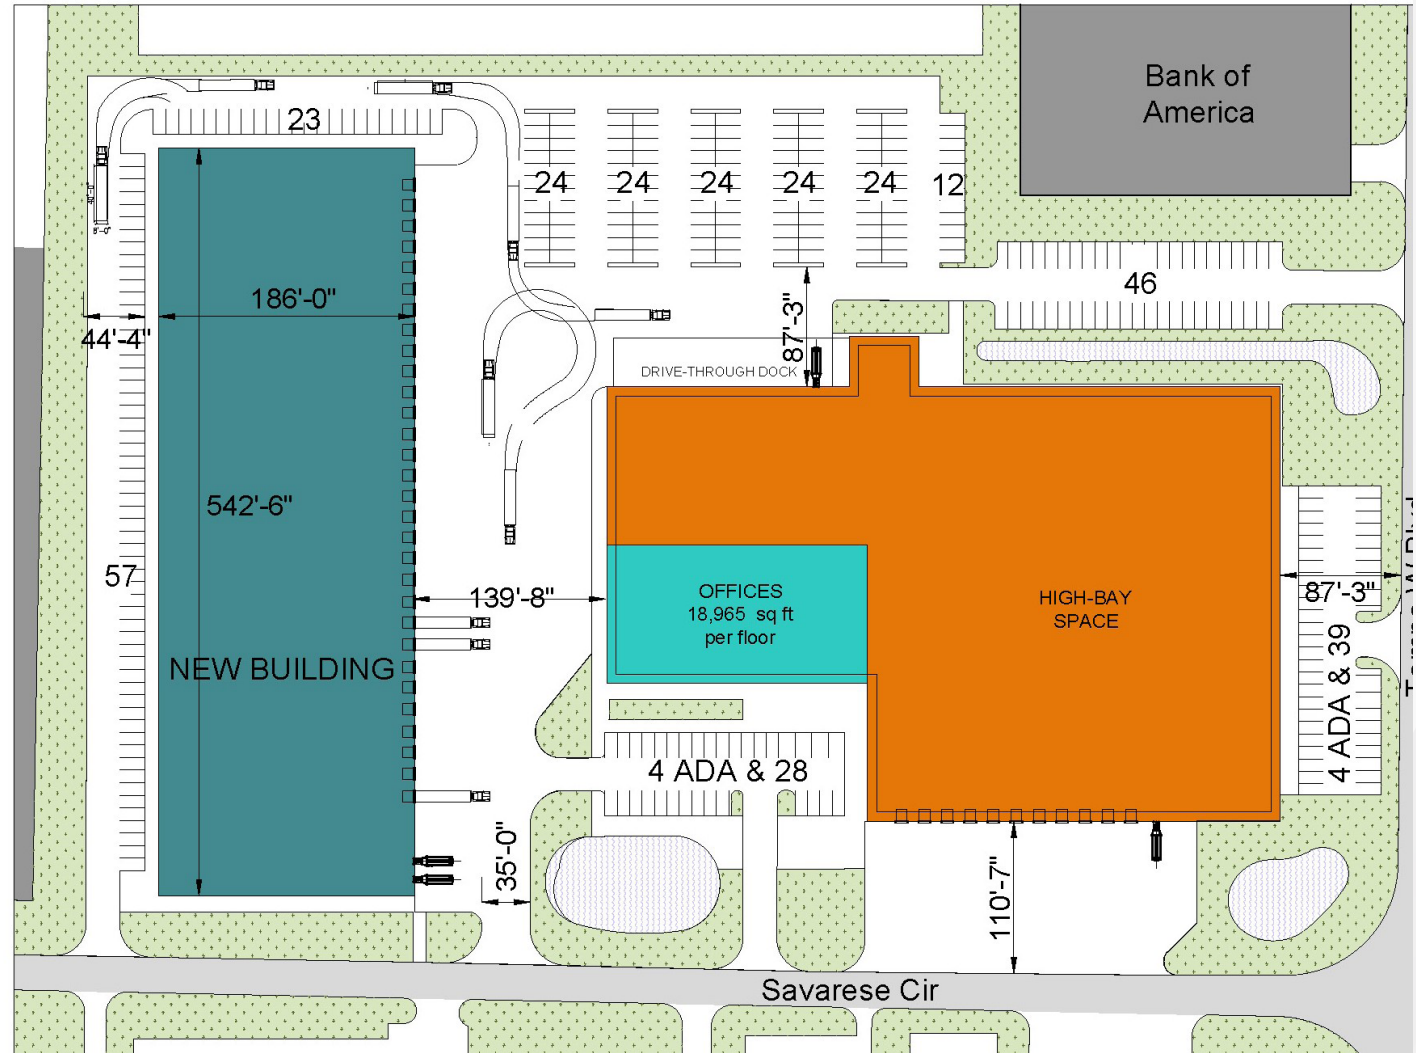 Bank of
America
23
24
24
24
24
24
12
46
186'-0"
44'-4"
87'-3"
DRIVE-THROUGH DOCK
542'-6"
57
139'-8"
OFFICES
18,965 sq ft
per floor
HIGH-BAY
SPACE
87'-3"
4 ADA & 39
NEW BUILDING
4 ADA & 28
35'-0"
110'-7"
Savarese Cir